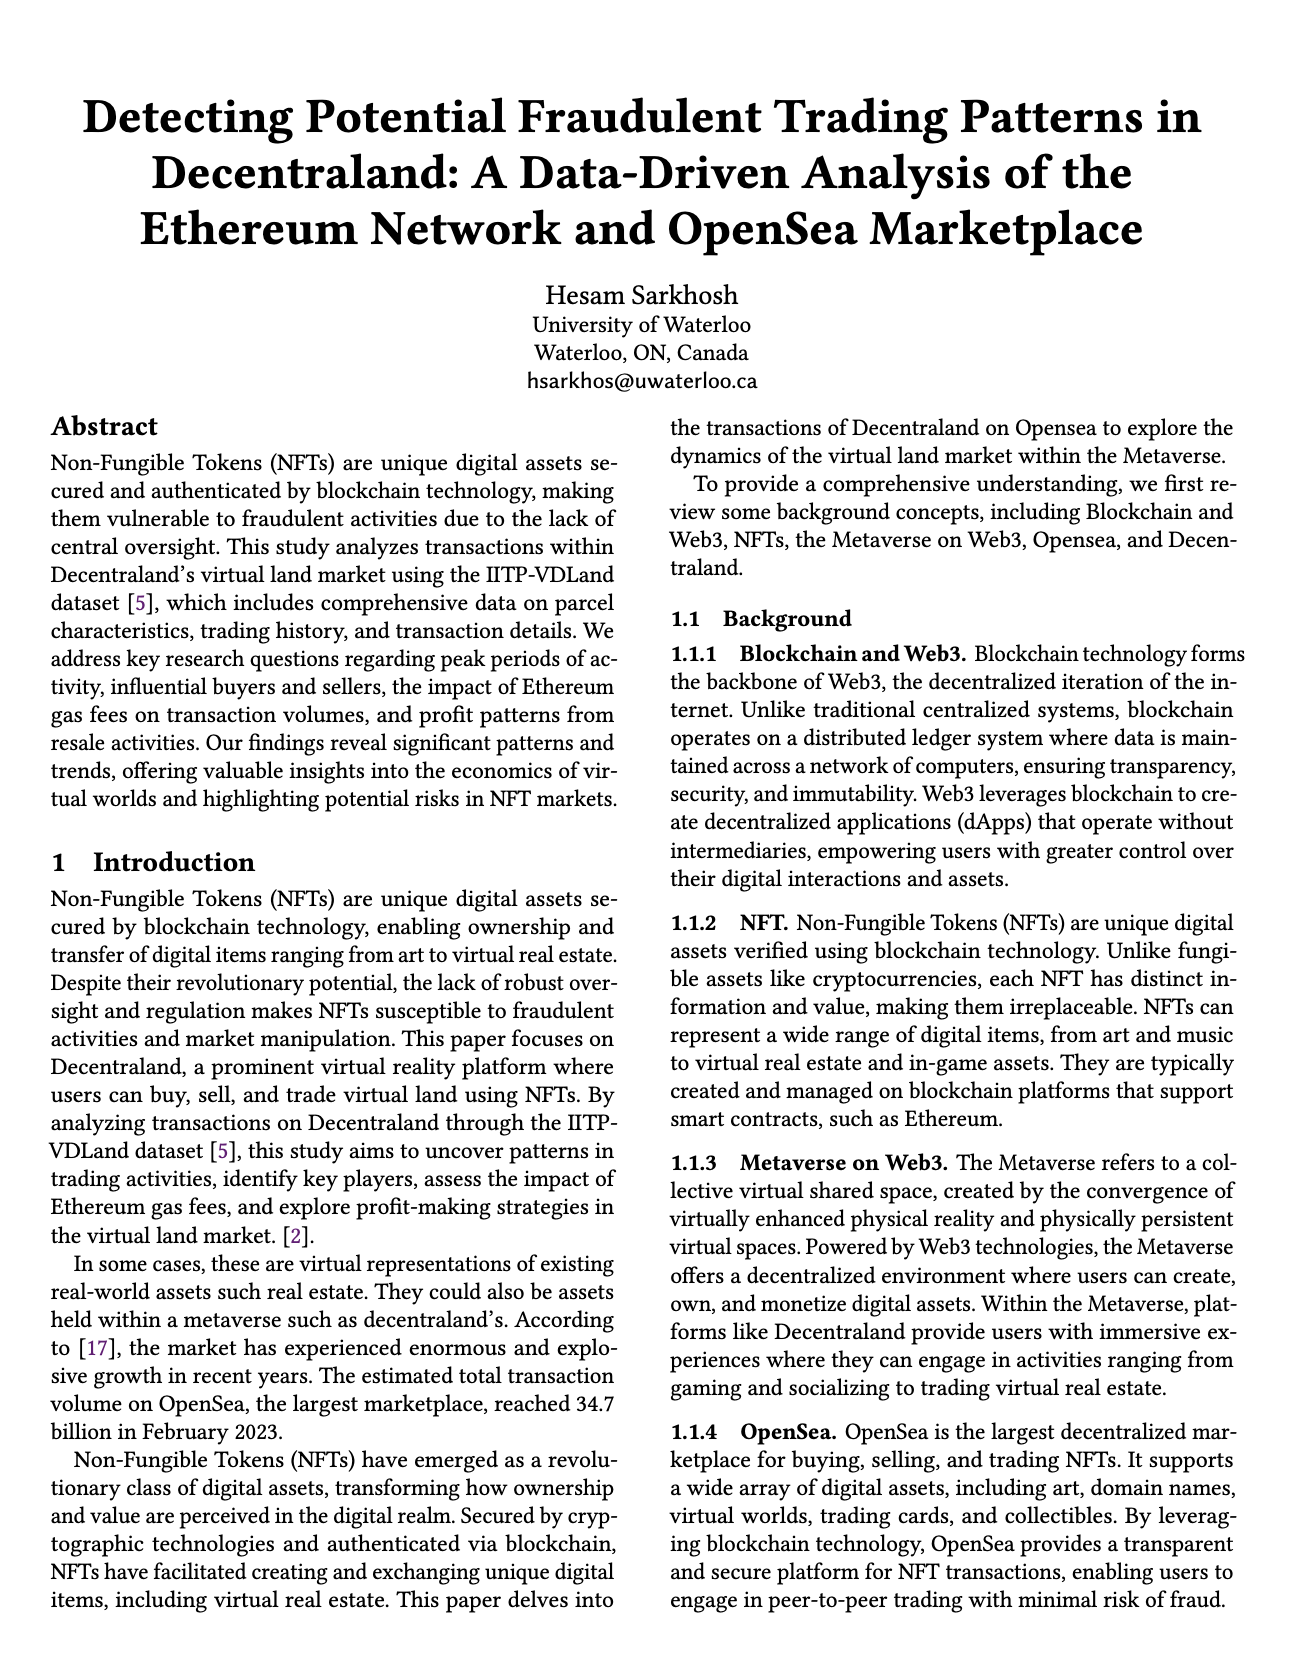 Detecting Potential Fraudulent Trading Patterns in
Decentraland: A Data-Driven Analysis of the
Ethereum Network and OpenSea Marketplace
Hesam Sarkhosh
University of Waterloo
Waterloo, ON, Canada
hsarkhos@uwaterloo.ca
Abstract
Non-Fungible Tokens (NFTs) are unique digital assets se-
cured and authenticated by blockchain technology, making
them vulnerable to fraudulent activities due to the lack of
central oversight. This study analyzes transactions within
Decentraland's virtual land market using the IITP-VDLand
dataset [5], which includes comprehensive data on parcel
characteristics, trading history, and transaction details. We
address key research questions regarding peak periods of ac-
tivity, influential buyers and sellers, the impact of Ethereum
gas fees on transaction volumes, and profit patterns from
resale activities. Our findings reveal significant patterns and
trends, offering valuable insights into the economics of vir-
tual worlds and highlighting potential risks in NFT markets.
1 Introduction
Non-Fungible Tokens (NFTs) are unique digital assets se-
cured by blockchain technology, enabling ownership and
transfer of digital items ranging from art to virtual real estate.
Despite their revolutionary potential, the lack of robust over-
sight and regulation makes NFTs susceptible to fraudulent
activities and market manipulation. This paper focuses on
Decentraland, a prominent virtual reality platform where
users can buy, sell, and trade virtual land using NFTs. By
analyzing transactions on Decentraland through the IITP-
VDLand dataset [5], this study aims to uncover patterns in
trading activities, identify key players, assess the impact of
Ethereum gas fees, and explore profit-making strategies in
the virtual land market. [2].
In some cases, these are virtual representations of existing
real-world assets such real estate. They could also be assets
held within a metaverse such as decentraland's. According
to [17], the market has experienced enormous and explo-
sive growth in recent years. The estimated total transaction
volume on OpenSea, the largest marketplace, reached 34.7
billion in February 2023.
Non-Fungible Tokens (NFTs) have emerged as a revolu-
tionary class of digital assets, transforming how ownership
and value are perceived in the digital realm. Secured by cryp-
tographic technologies and authenticated via blockchain,
NFTs have facilitated creating and exchanging unique digital
items, including virtual real estate. This paper delves into
the transactions of Decentraland on Opensea to explore the
dynamics of the virtual land market within the Metaverse.
To provide a comprehensive understanding, we first re-
view some background concepts, including Blockchain and
Web3, NFTs, the Metaverse on Web3, Opensea, and Decen-
traland.
1.1 Background
1.1.1 Blockchain and Web3. Blockchain technology forms
the backbone of Web3, the decentralized iteration of the in-
ternet. Unlike traditional centralized systems, blockchain
operates on a distributed ledger system where data is main-
tained across a network of computers, ensuring transparency,
security, and immutability. Web3 leverages blockchain to cre-
ate decentralized applications (dApps) that operate without
intermediaries, empowering users with greater control over
their digital interactions and assets.
1.1.2 NFT. Non-Fungible Tokens (NFTs) are unique digital
assets verified using blockchain technology. Unlike fungi-
ble assets like cryptocurrencies, each NFT has distinct in-
formation and value, making them irreplaceable. NFTs can
represent a wide range of digital items, from art and music
to virtual real estate and in-game assets. They are typically
created and managed on blockchain platforms that support
smart contracts, such as Ethereum.
1.1.3 Metaverse on Web3. The Metaverse refers to a col-
lective virtual shared space, created by the convergence of
virtually enhanced physical reality and physically persistent
virtual spaces. Powered by Web3 technologies, the Metaverse
offers a decentralized environment where users can create,
own, and monetize digital assets. Within the Metaverse, plat-
forms like Decentraland provide users with immersive ex-
periences where they can engage in activities ranging from
gaming and socializing to trading virtual real estate.
1.1.4 OpenSea. OpenSea is the largest decentralized mar-
ketplace for buying, selling, and trading NFTs. It supports
a wide array of digital assets, including art, domain names,
virtual worlds, trading cards, and collectibles. By leverag-
ing blockchain technology, OpenSea provides a transparent
and secure platform for NFT transactions, enabling users to
engage in peer-to-peer trading with minimal risk of fraud.